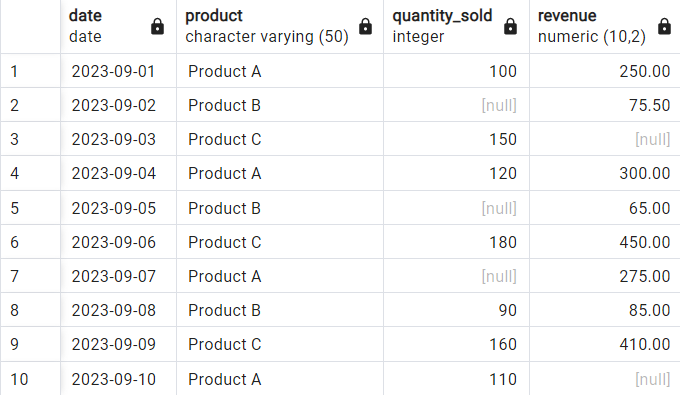 date product quantity_sold revenue
date character varying (50) integer numeric (10,2)
1 2023-09-01 Product A 100 250.00
2 2023-09-02 Product B [null] 75.50
3 2023-09-03 Product C 150 [null]
4 2023-09-04 Product A 120 300.00
5 2023-09-05 Product B [null] 65.00
6 2023-09-06 Product C 180 450.00
7 2023-09-07 Product A [null] 275.00
8 2023-09-08 Product B 90 85.00
9 2023-09-09 Product C 160 410.00
10 2023-09-10 Product A 110 [null]